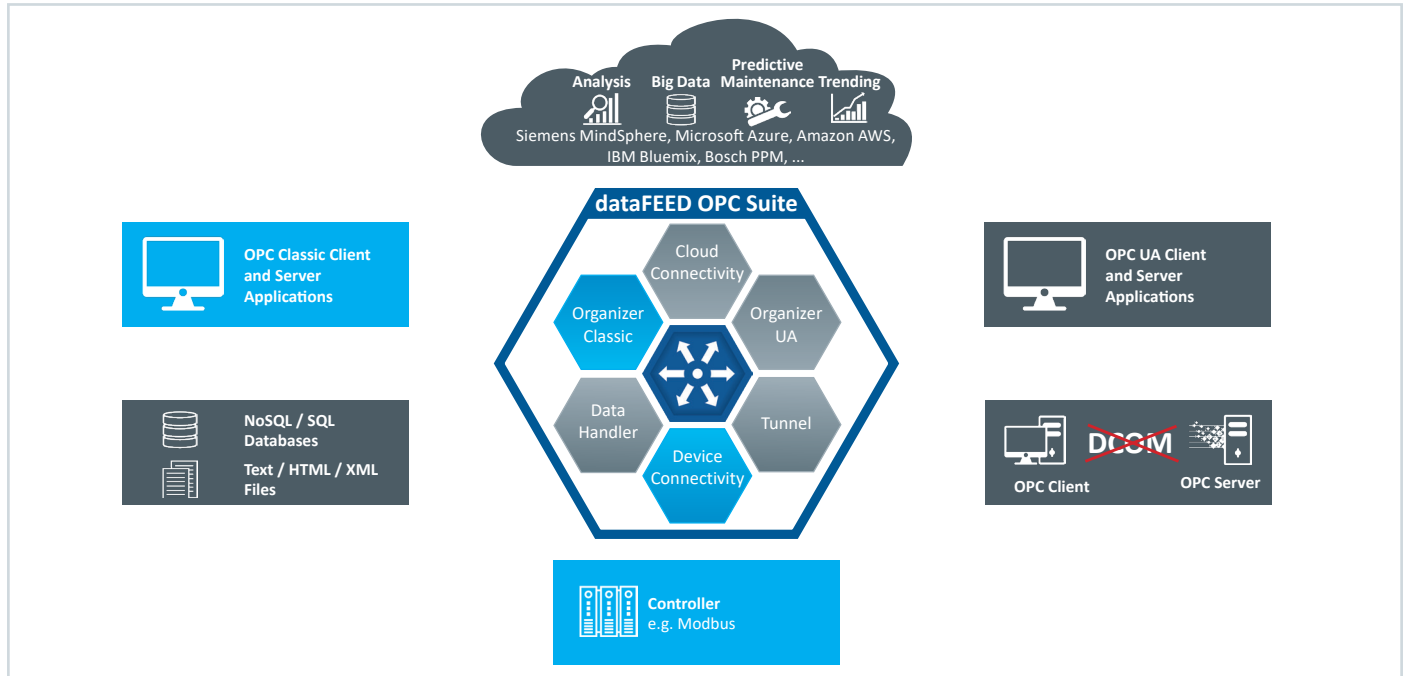 Analysis
Big Data
Predictive
Maintenance
Trending
Siemens MindSphere, Microsoft Azure, Amazon AWS,
IBM Bluemix, Bosch PPM, ...
dataFEED OPC Suite
Cloud
Connectivity
Organizer
Classic
Organizer
UA
Data
Handler
Tunnel
Device
Connectivity
OPC Classic Client
and Server
Applications
OPC UA Client
and Server
Applications
NoSQL / SQL
Databases
Text / HTML / XML
Files
DCOM
OPC Client
OPC Server
Controller
e.g. Modbus